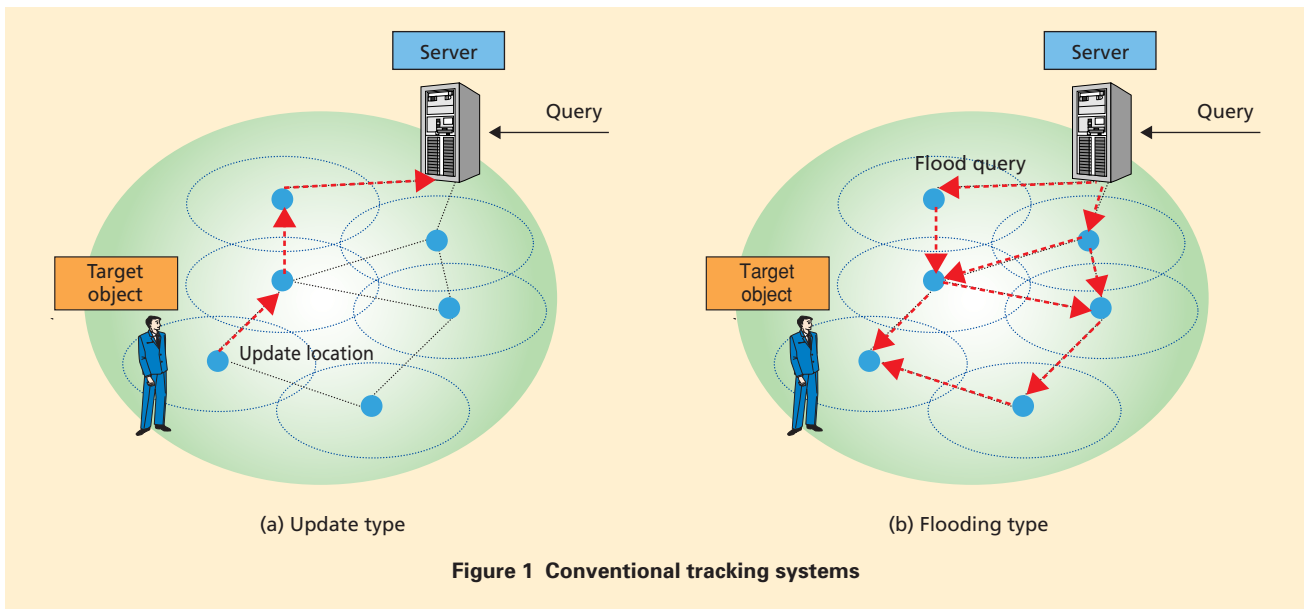 Server
Query
Target
object
Update location
(a) Update type
Server
Query
Flood query
Target
object
(b) Flooding type
Figure 1 Conventional tracking systems